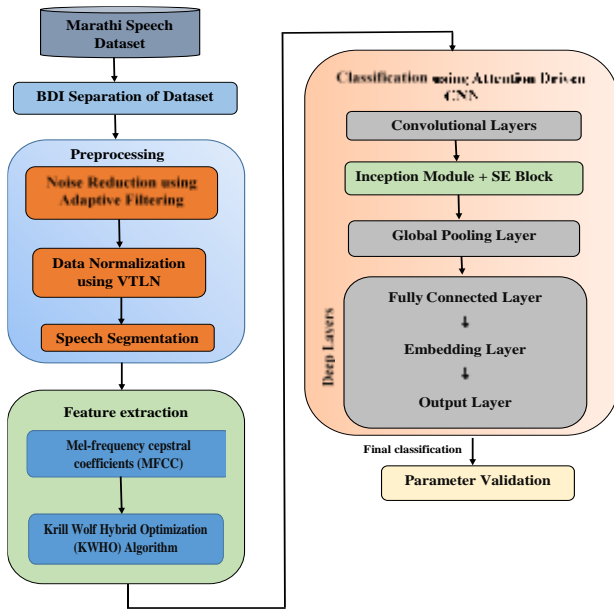 Marathi Speech
Dataset
BDI Separation of Dataset
Preprocessing
Noise Reduction using
Adaptive Filtering
Data Normalization
using VTLN
Speech Segmentation
Feature extraction
Mel-frequency cepstral
coefficients (MFCC)
Krill Wolf Hybrid Optimization
(KWHO) Algorithm
Classification using Attention Driven
CNN
Convolutional Layers
Inception Module + SE Block
Global Pooling Layer
Deep Layers
Fully Connected Layer
Embedding Layer
Output Layer
Final classification
Parameter Validation